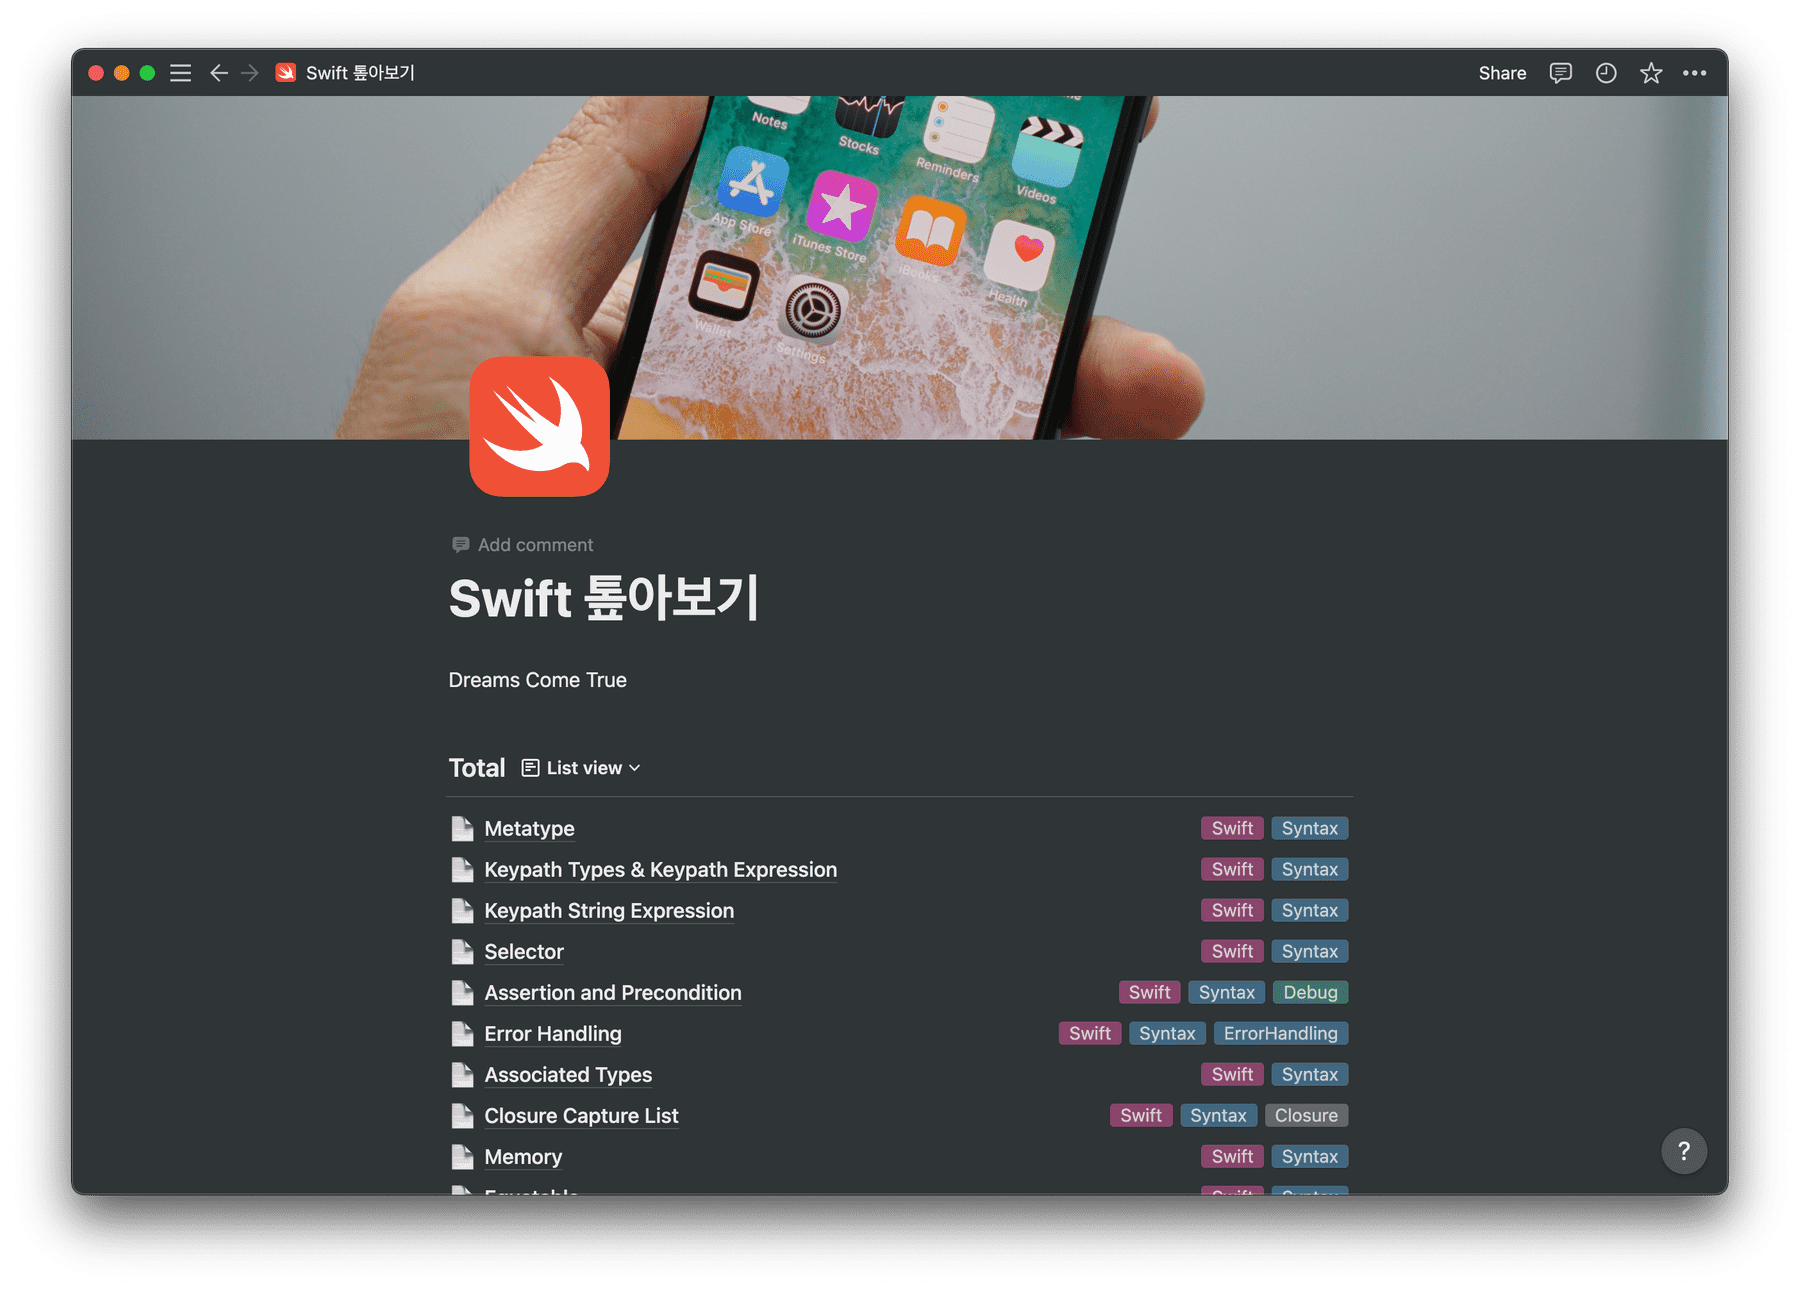 Swift 톺아보기
Share
Notes
Stocks
Reminders
Videos
App Store
iTunes Store
iBooks
Health
Wallet
Settings
Add comment
Swift 톺아보기
Dreams Come True
Total List view
Metatype Swift Syntax
Keypath Types & Keypath Expression Swift Syntax
Keypath String Expression Swift Syntax
Selector Swift Syntax
Assertion and Precondition Swift Syntax Debug
Error Handling Swift Syntax ErrorHandling
Associated Types Swift Syntax
Closure Capture List Swift Syntax Closure
Memory Swift Syntax
?
Equatable Swift Syntax